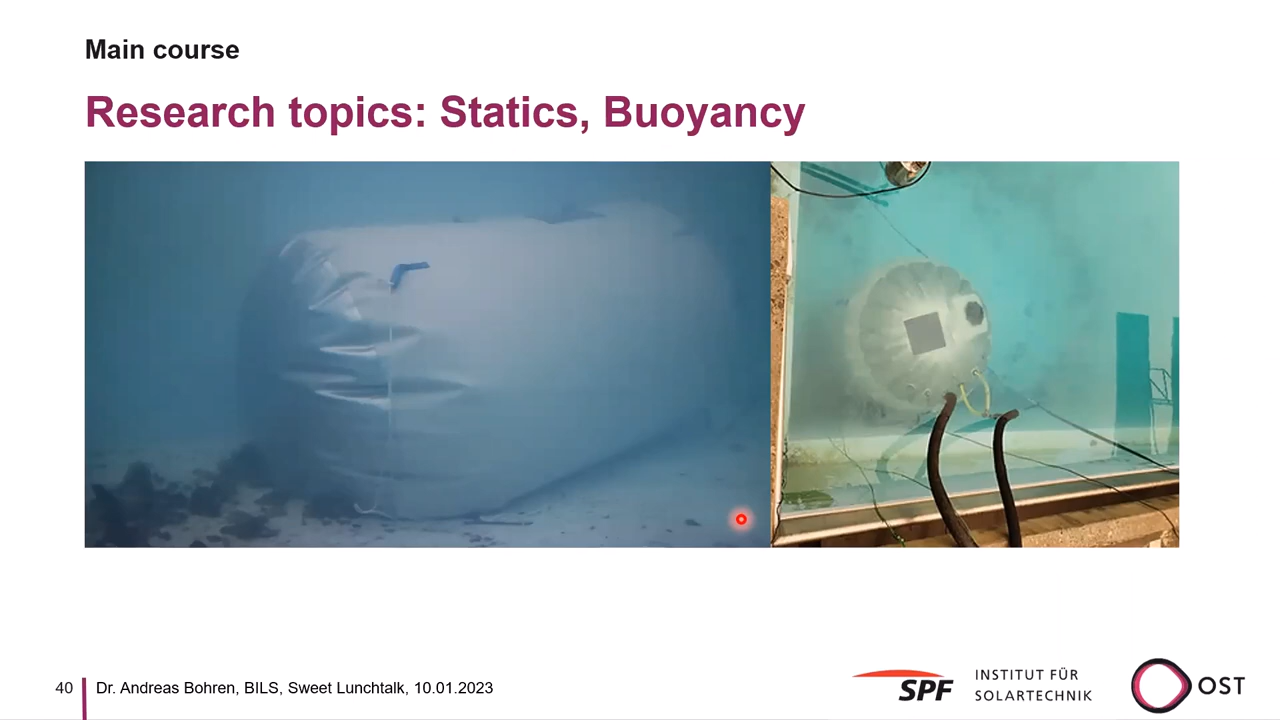 Main course
Research topics: Statics, Buoyancy
40
Dr. Andreas Bohren, BILS, Sweet Lunchtalk, 10.01.2023
SPF
INSTITUT FÜR
SOLARTECHNIK
OST